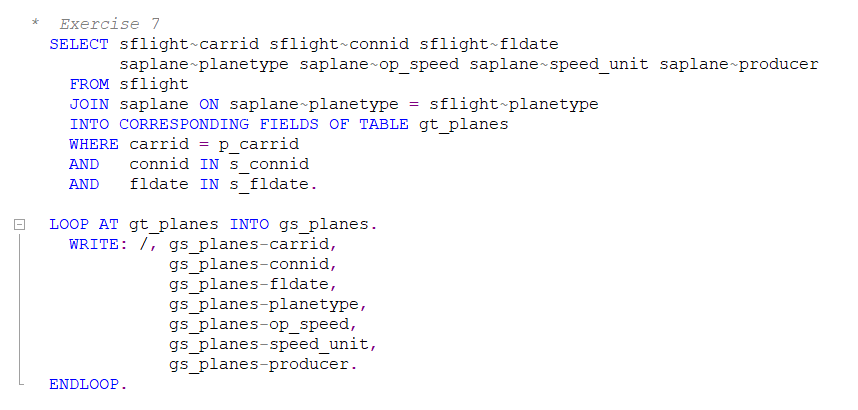 * Exercise 7
SELECT sflight~carrid sflight~connid sflight~fldate
saplane~planetype saplane~op_speed saplane~speed_unit saplane~producer
FROM sflight
JOIN saplane ON saplane~planetype = sflight~planetype
INTO CORRESPONDING FIELDS OF TABLE gt_planes
WHERE carrid = p_carrid
AND connid IN s_connid
AND fldate IN s_fldate.
LOOP AT gt_planes INTO gs_planes.
WRITE: /, gs_planes-carrid,
gs_planes-connid,
gs_planes-fldate,
gs_planes-planetype,
gs_planes-op_speed,
gs_planes-speed_unit,
gs_planes-producer.
ENDLOOP.